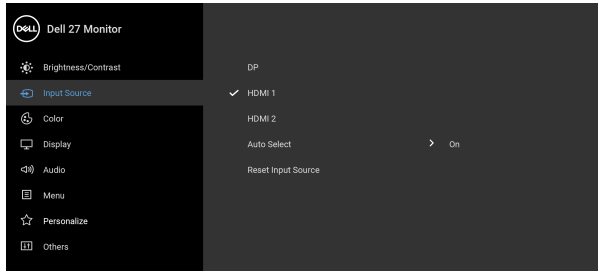 DELL Dell 27 Monitor
Brightness/Contrast
Input Source
Color
Display
Audio
Menu
Personalize
Others
DP
HDMI 1
HDMI 2
Auto Select On
Reset Input Source